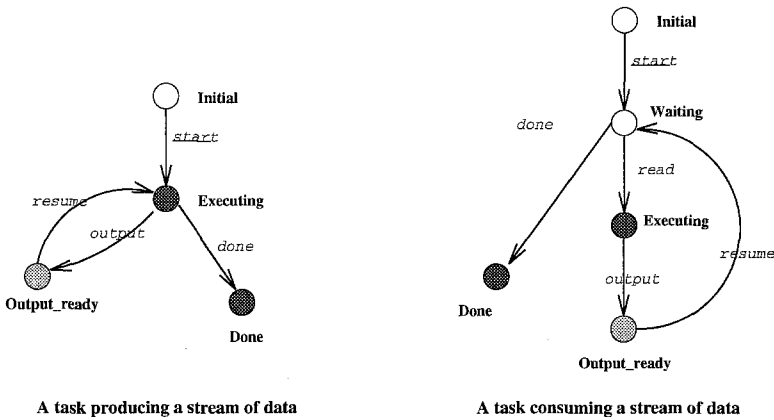 Initial
start
Executing
resume
output
done
Output_ready
Done
A task producing a stream of data
Initial
start
Waiting
done
read
Executing
resume
output
Done
Output_ready
A task consuming a stream of data